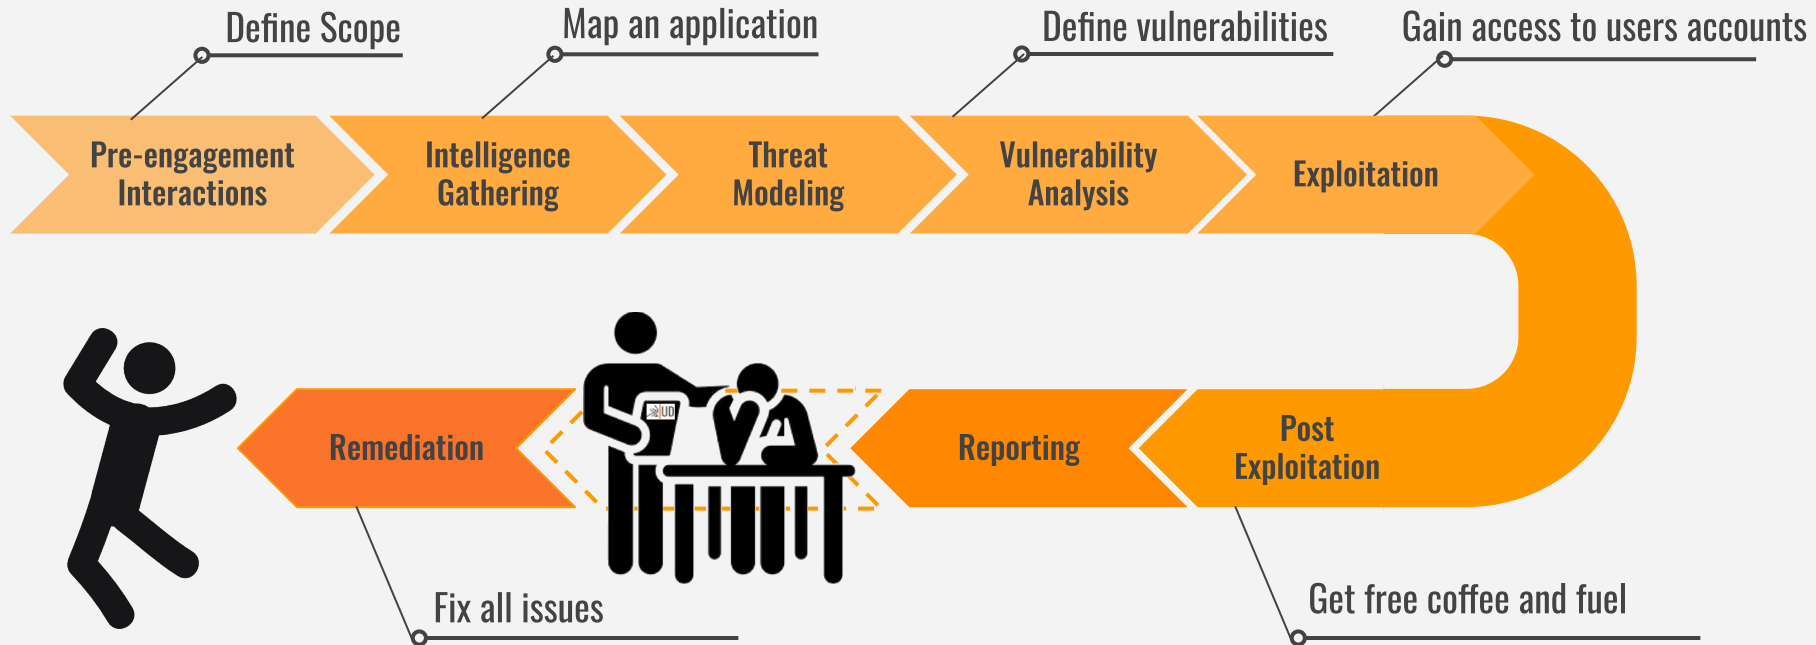 Define Scope
Map an application
Define vulnerabilities
Gain access to users accounts
Pre-engagement
Interactions
Intelligence
Gathering
Threat
Modeling
Vulnerability
Analysis
Exploitation
Post
Exploitation
Reporting
UD
Remediation
Fix all issues
Get free coffee and fuel